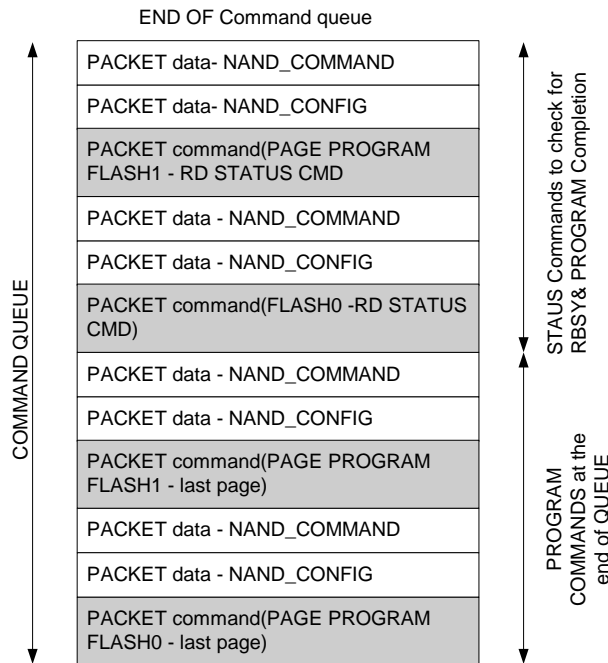 END OF Command queue
PACKET data- NAND_COMMAND
PACKET data- NAND_CONFIG
PACKET command(PAGE PROGRAM
FLASH1 - RD STATUS CMD
PACKET data - NAND_COMMAND
PACKET data - NAND_CONFIG
PACKET command(FLASH0 -RD STATUS
CMD)
PACKET data - NAND_COMMAND
PACKET data - NAND_CONFIG
PACKET command(PAGE PROGRAM
FLASH1 - last page)
PACKET data - NAND_COMMAND
PACKET data - NAND_CONFIG
PACKET command(PAGE PROGRAM
FLASH0 - last page)
COMMAND QUEUE
STAUS Commands to check for
RBSY& PROGRAM Completion
PROGRAM
COMMANDS at the
end of QUEUE